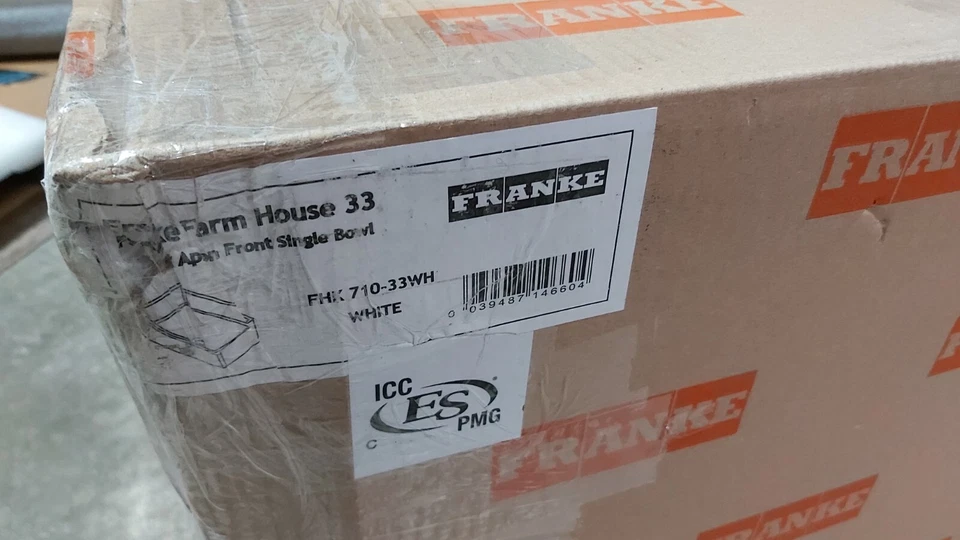 FRANKE
FRANKE
Farm House 33
FRANKE
Front Single Bowl
FHK 710-33WH
WHITE
0 039487 146604
ICC
ES
PMG
C
FRANKE
FRANKE